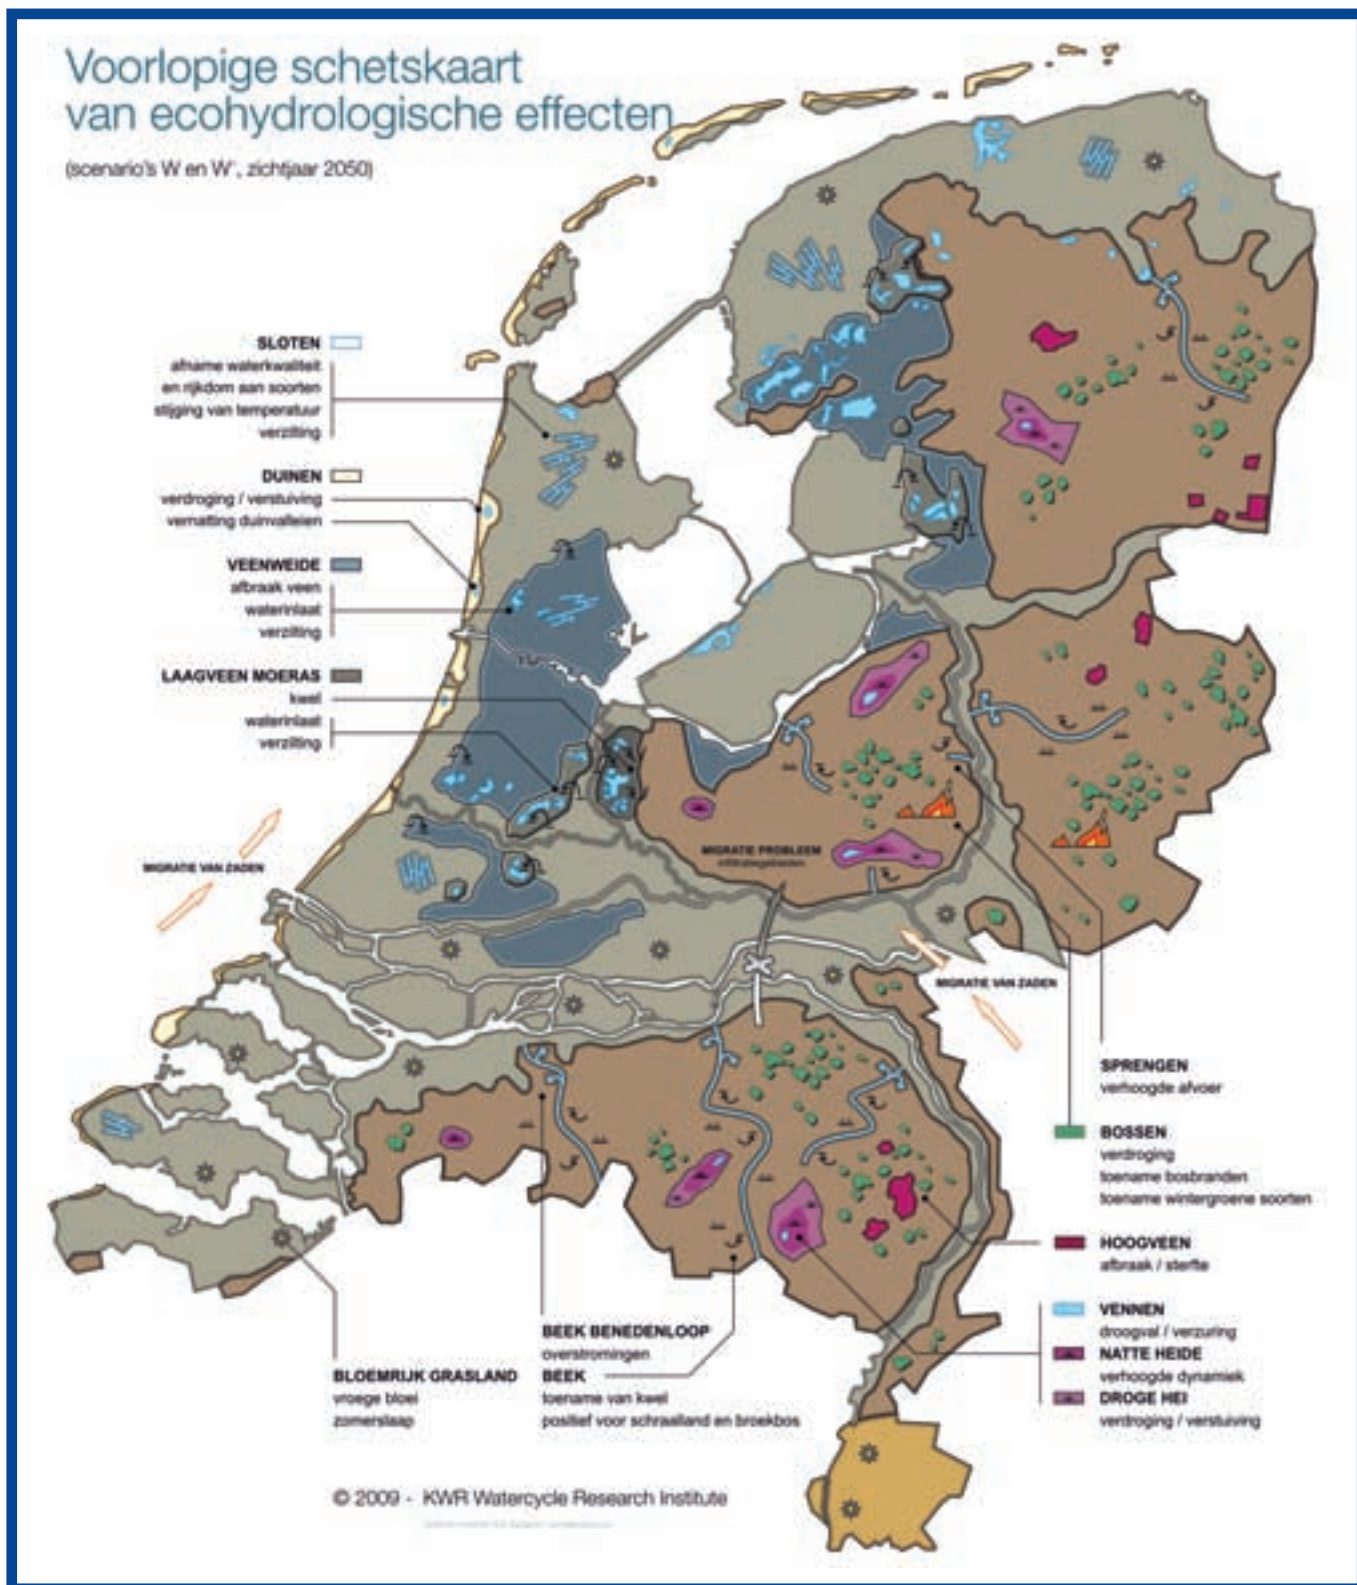 Voorlopige schetskaart
van ecohydrologische effecten
(scenario's W en W+, zichtjaar 2050)
SLOTEN
afname waterkwaliteit
en rijkdom aan soorten
stijging van temperatuur
verzilting
DUINEN
verdroging / verstuiving
vernatting duinvalleien
VEENWEIDE
afbraak veen
waterinlaat
verzilting
LAAGVEEN MOERAS
kwel
waterinlaat
verzilting
MIGRATIE VAN ZADEN
MIGRATIE PROBLEEM
infiltratiegebieden
MIGRATIE VAN ZADEN
SPRENGEN
verhoogde afvoer
BOSSEN
verdroging
toename bosbranden
toename wintergroene soorten
HOOGVEEN
afbraak / sterfte
VENNEN
droogval / verzuring
NATTE HEIDE
verhoogde dynamiek
DROGE HEI
verdroging / verstuiving
BEEK BENEDENLOOP
overstromingen
BEEK
toename van kwel
positief voor schraalland en broekbos
BLOEMRIJK GRASLAND
vroege bloei
zomerslaap
© 2009 - KWR Watercycle Research Institute